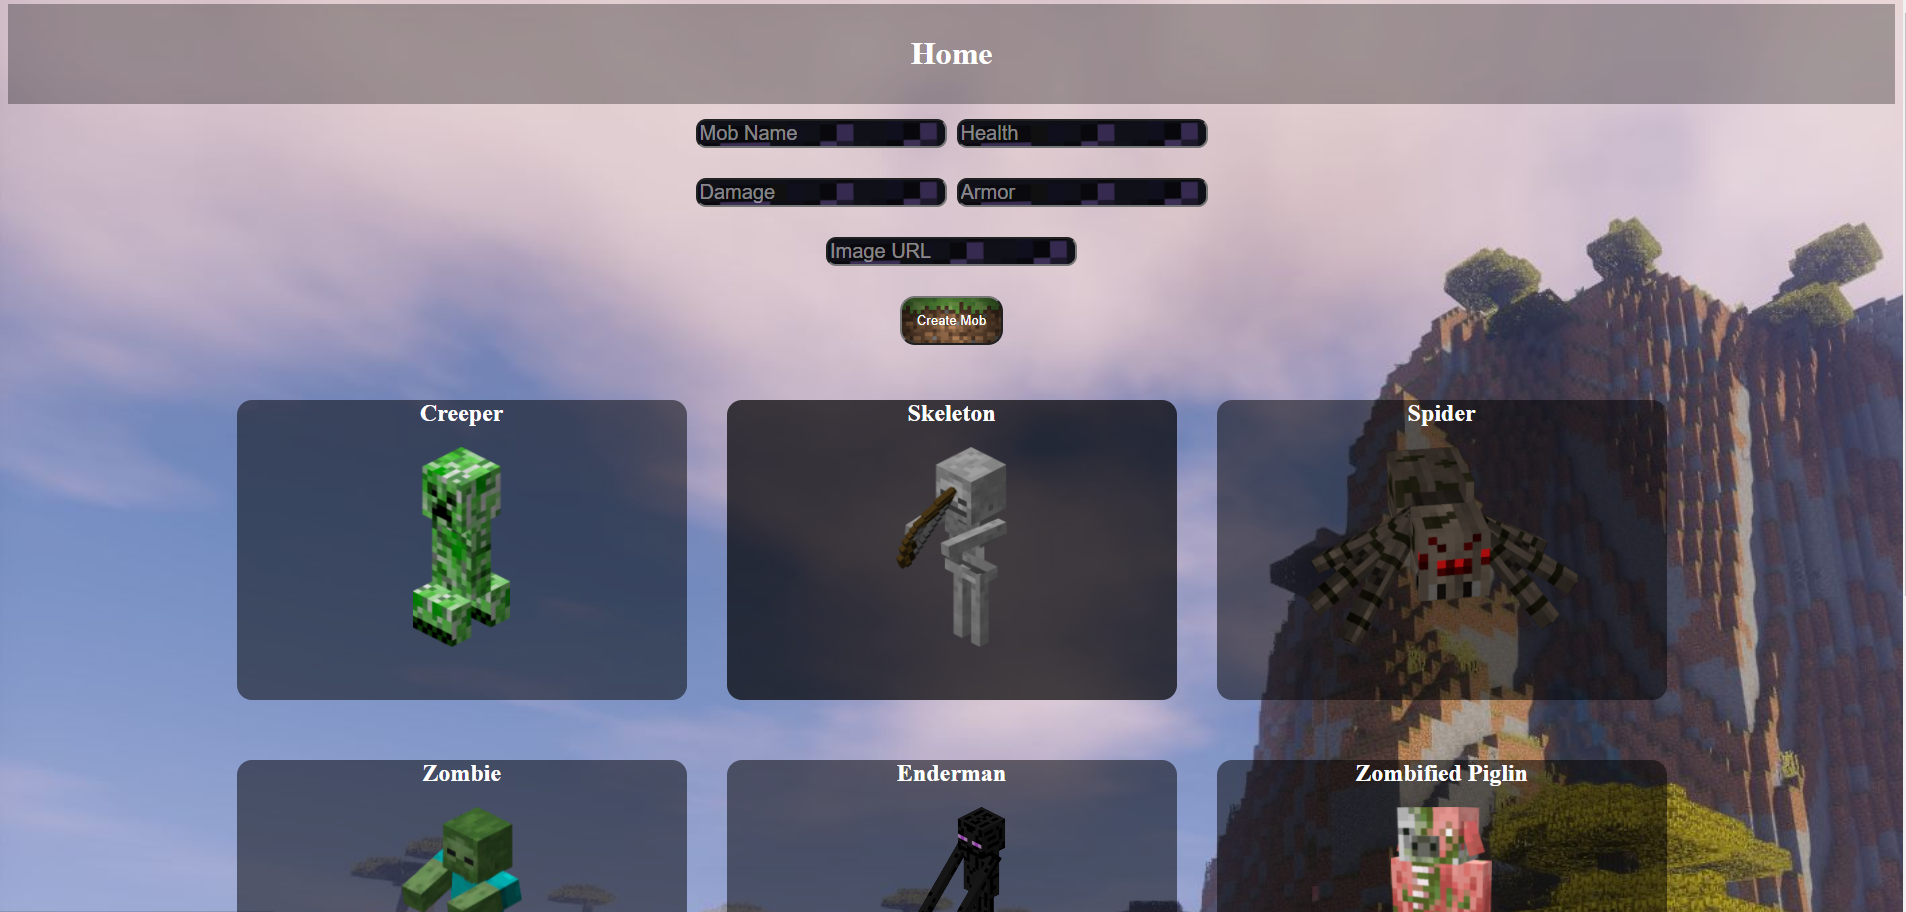 Home
Mob Name Health
Damage Armor
Image URL
Create Mob
Creeper Skeleton Spider
Zombie Enderman Zombified Piglin